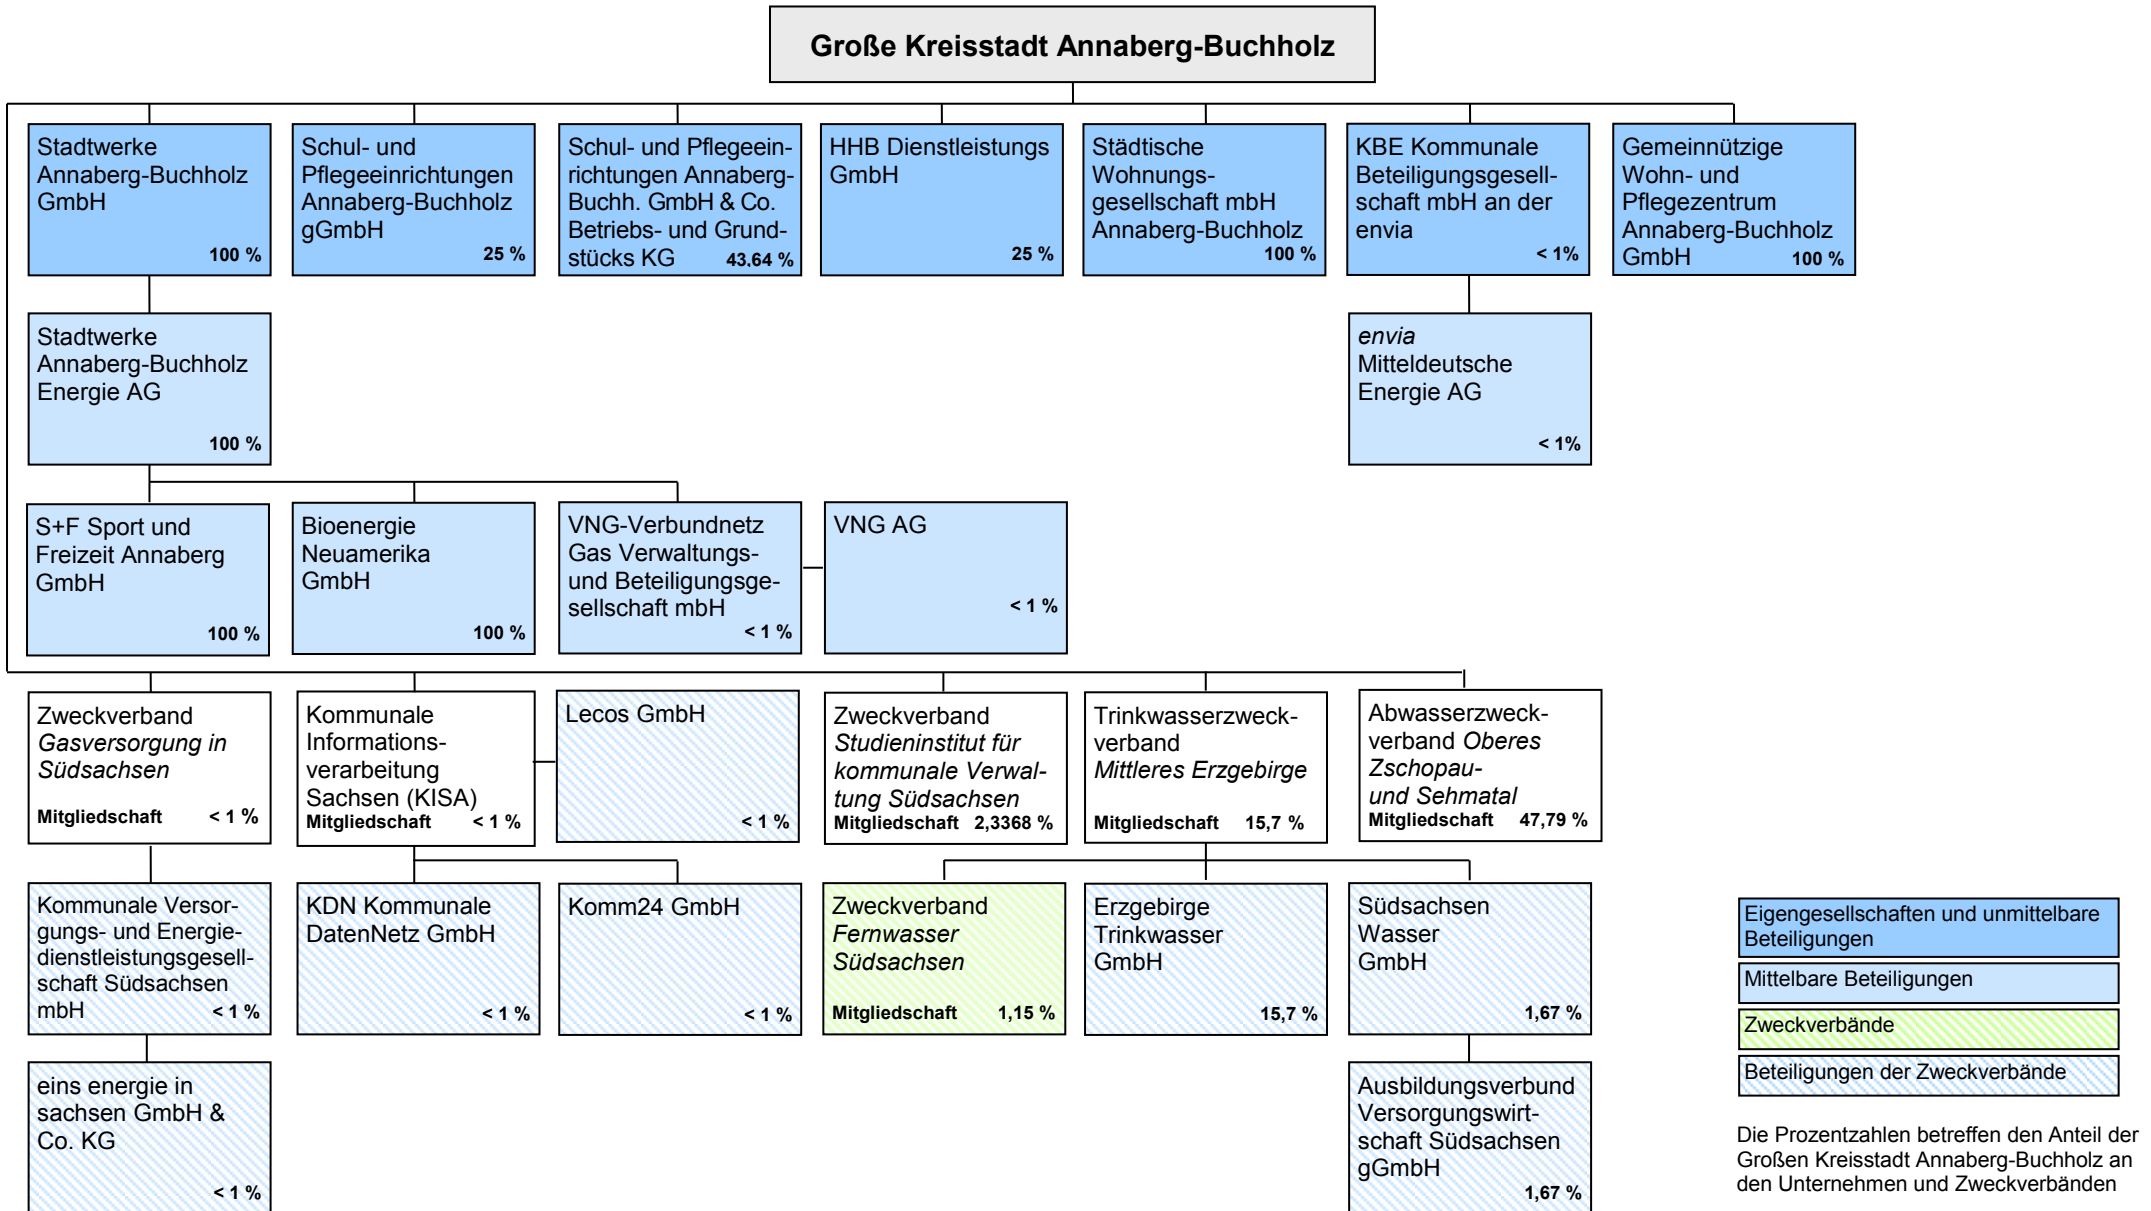 Große Kreisstadt Annaberg-Buchholz
Stadtwerke
Annaberg-Buchholz
GmbH
100 %
Schul- und
Pflegeeinrichtungen
Annaberg-Buchholz
gGmbH
25 %
Schul- und Pflegeein-
richtungen Annaberg-
Buchh. GmbH & Co.
Betriebs- und Grund-
stücks KG 43,64 %
HHB Dienstleistungs
GmbH
25 %
Städtische
Wohnungs-
gesellschaft mbH
Annaberg-Buchholz
100 %
KBE Kommunale
Beteiligungsgesell-
schaft mbH an der
envia
< 1%
Gemeinnützige
Wohn- und
Pflegezentrum
Annaberg-Buchholz
GmbH 100 %
Stadtwerke
Annaberg-Buchholz
Energie AG
100 %
envia
Mitteldeutsche
Energie AG
< 1%
S+F Sport und
Freizeit Annaberg
GmbH
100 %
Bioenergie
Neuamerika
GmbH
100 %
VNG-Verbundnetz
Gas Verwaltungs-
und Beteiligungsge-
sellschaft mbH
< 1 %
VNG AG
< 1 %
Zweckverband
Gasversorgung in
Südsachsen
Mitgliedschaft < 1 %
Kommunale
Informations-
verarbeitung
Sachsen (KISA)
Mitgliedschaft < 1 %
Lecos GmbH
< 1 %
Zweckverband
Studieninstitut für
kommunale Verwal-
tung Südsachsen
Mitgliedschaft 2,3368 %
Trinkwasserzweck-
verband
Mittleres Erzgebirge
Mitgliedschaft 15,7 %
Abwasserzweck-
verband Oberes
Zschopau-
und Sehmatal
Mitgliedschaft 47,79 %
Kommunale Versor-
gungs- und Energie-
dienstleistungsgesell-
schaft Südsachsen
mbH < 1 %
KDN Kommunale
DatenNetz GmbH
< 1 %
Komm24 GmbH
< 1 %
Zweckverband
Fernwasser
Südsachsen
Mitgliedschaft 1,15 %
Erzgebirge
Trinkwasser
GmbH
15,7 %
Südsachsen
Wasser
GmbH
1,67 %
eins energie in
sachsen GmbH &
Co. KG
< 1 %
Ausbildungsverbund
Versorgungswirt-
schaft Südsachsen
gGmbH
1,67 %
Eigengesellschaften und unmittelbare
Beteiligungen
Mittelbare Beteiligungen
Zweckverbände
Beteiligungen der Zweckverbände
Die Prozentzahlen betreffen den Anteil der
Großen Kreisstadt Annaberg-Buchholz an
den Unternehmen und Zweckverbänden